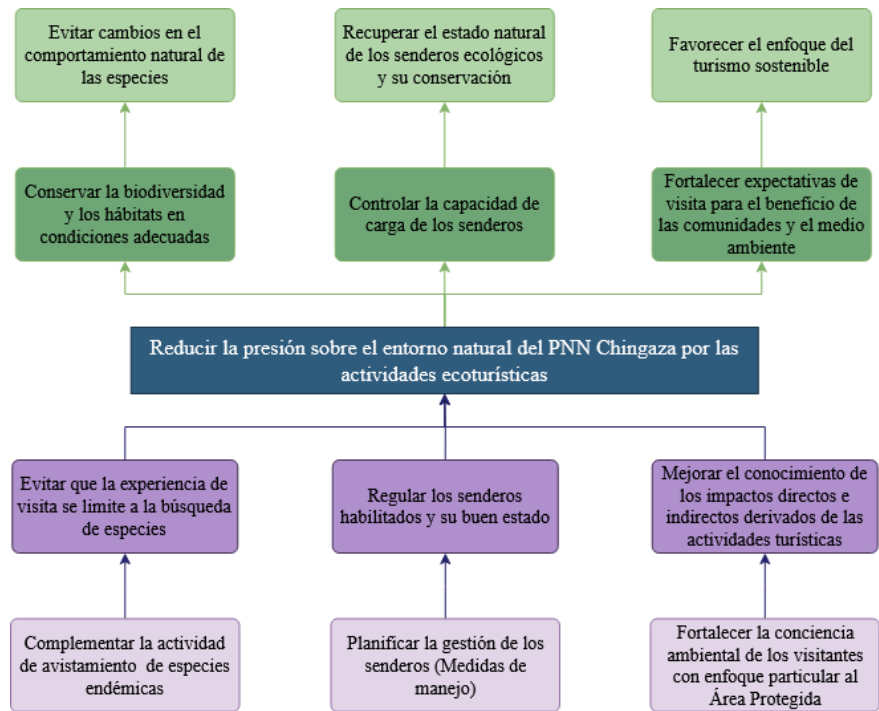 Evitar cambios en el
comportamiento natural de
las especies
Recuperar el estado natural
de los senderos ecológicos
y su conservación
Favorecer el enfoque del
turismo sostenible
Conservar la biodiversidad
y los hábitats en
condiciones adecuadas
Controlar la capacidad de
carga de los senderos
Fortalecer expectativas de
visita para el beneficio de
las comunidades y el medio
ambiente
Reducir la presión sobre el entorno natural del PNN Chingaza por las
actividades ecoturísticas
Evitar que la experiencia de
visita se limite a la búsqueda
de especies
Regular los senderos
habilitados y su buen estado
Mejorar el conocimiento de
los impactos directos e
indirectos derivados de las
actividades turísticas
Complementar la actividad
de avistamiento de especies
endémicas
Planificar la gestión de los
senderos (Medidas de
manejo)
Fortalecer la conciencia
ambiental de los visitantes
con enfoque particular al
Área Protegida